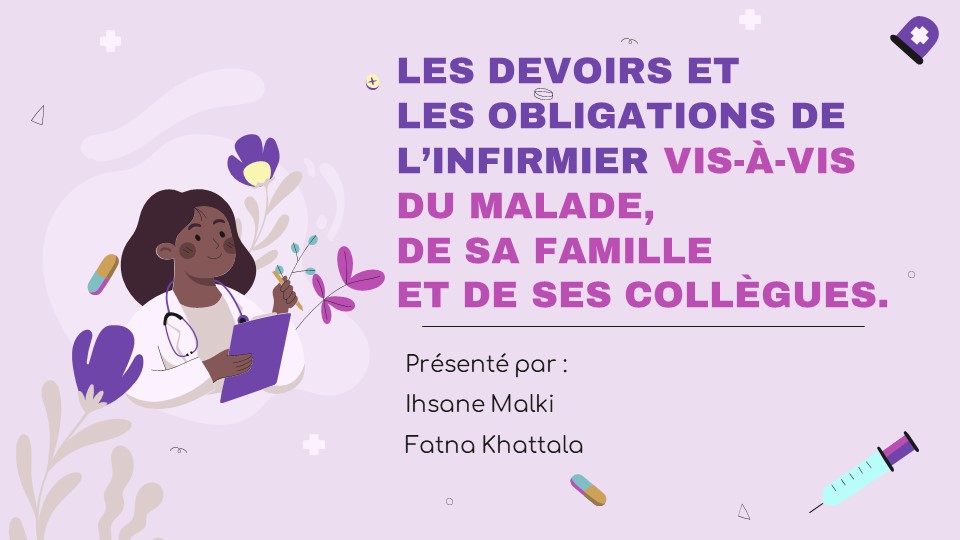 LES DEVOIRS ET
LES OBLIGATIONS DE
L’INFIRMIER VIS-À-VIS
DU MALADE,
DE SA FAMILLE
ET DE SES COLLÈGUES.
Présenté par :
Ihsane Malki
Fatna Khattala